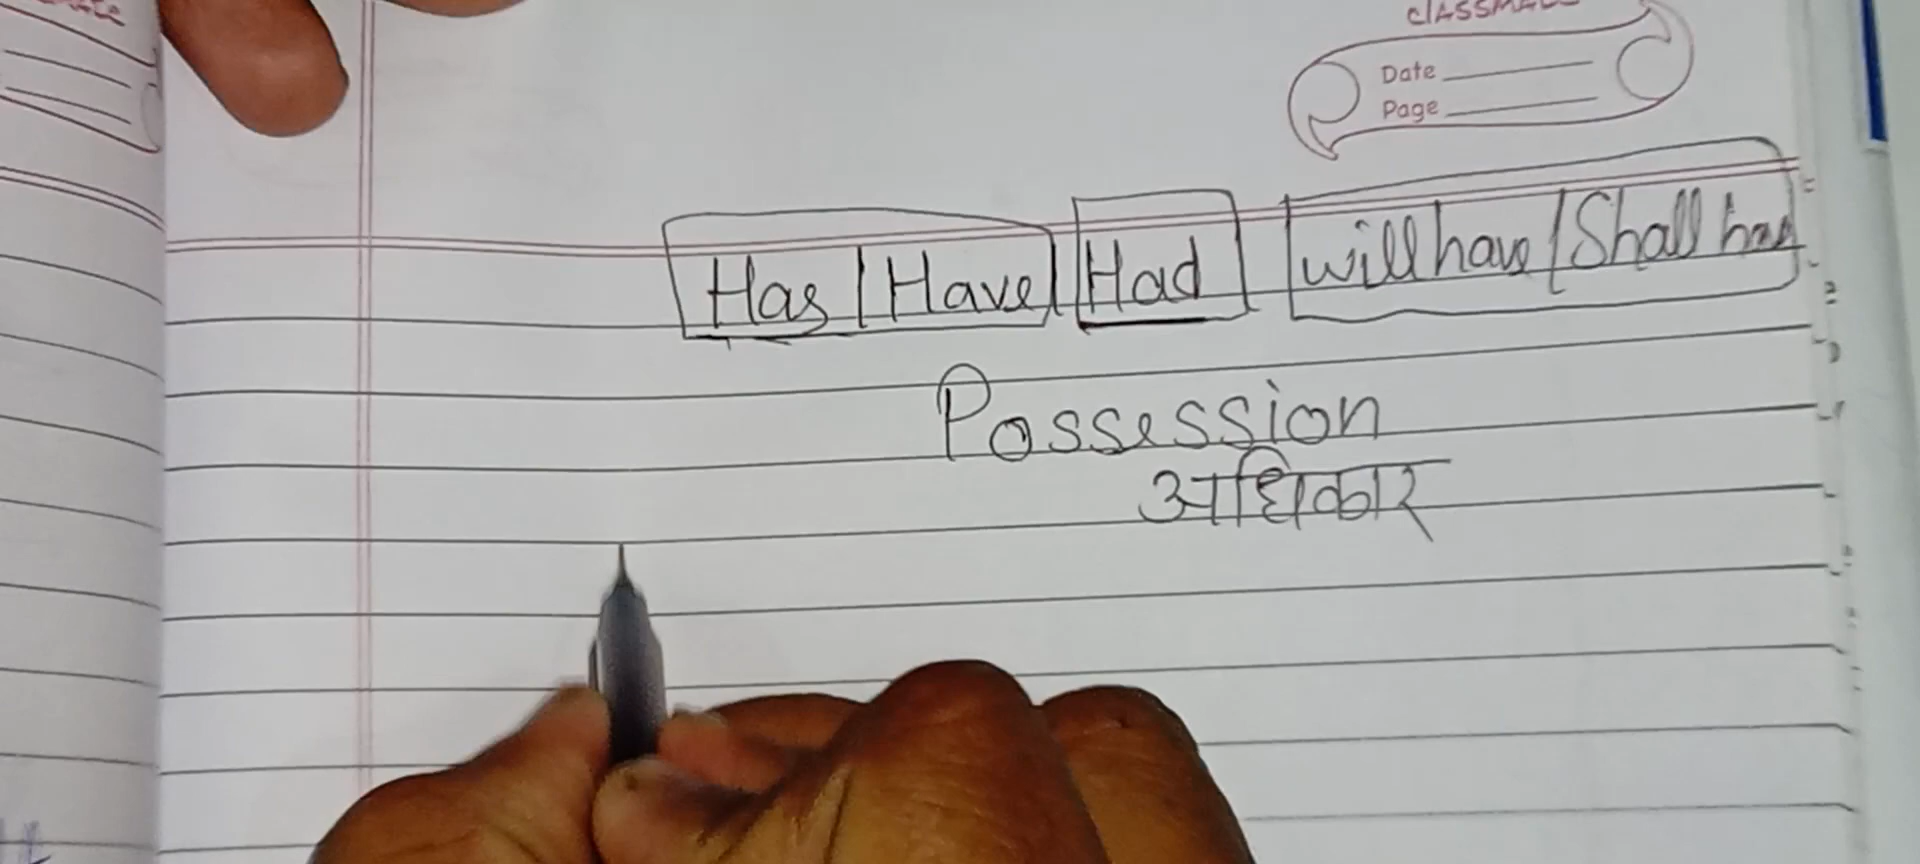 CLASSMATE
Date
Page
Has | Have | Had will have / Shall have
Possession
अधिकार